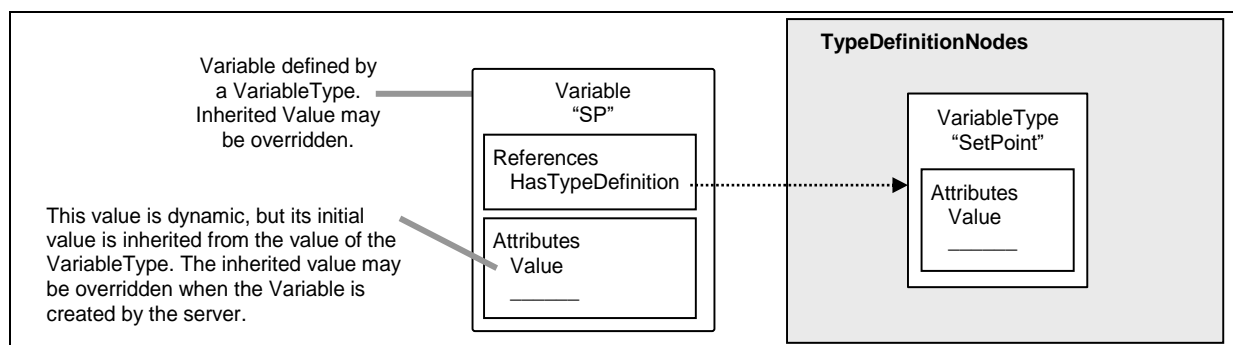 Variable defined by
a VariableType.
Inherited Value may
be overridden.
This value is dynamic, but its initial
value is inherited from the value of the
VariableType. The inherited value may
be overridden when the Variable is
created by the server.
Variable
“SP”
References
HasTypeDefinition
Attributes
Value
______
TypeDefinitionNodes
VariableType
“SetPoint”
Attributes
Value
______